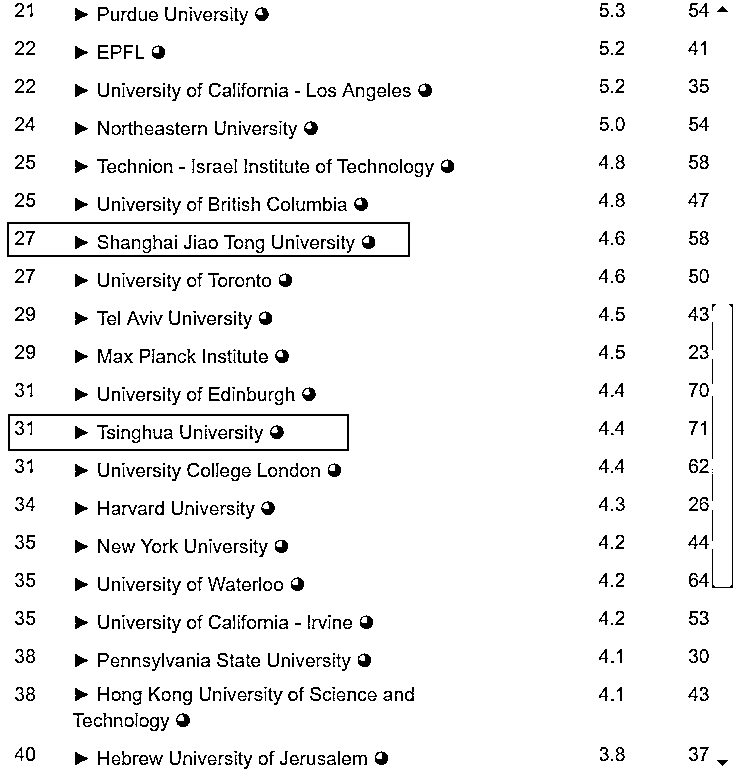 21 ► Purdue University 5.3 54
22 ► EPFL 5.2 41
22 ► University of California - Los Angeles 5.2 35
24 ► Northeastern University 5.0 54
25 ► Technion - Israel Institute of Technology 4.8 58
25 ► University of British Columbia 4.8 47
27 ► Shanghai Jiao Tong University 4.6 58
27 ► University of Toronto 4.6 50
29 ► Tel Aviv University 4.5 43
29 ► Max Planck Institute 4.5 23
31 ► University of Edinburgh 4.4 70
31 ► Tsinghua University 4.4 71
31 ► University College London 4.4 62
34 ► Harvard University 4.3 26
35 ► New York University 4.2 44
35 ► University of Waterloo 4.2 64
35 ► University of California - Irvine 4.2 53
38 ► Pennsylvania State University 4.1 30
38 ► Hong Kong University of Science and 4.1 43
Technology
40 ► Hebrew University of Jerusalem 3.8 37